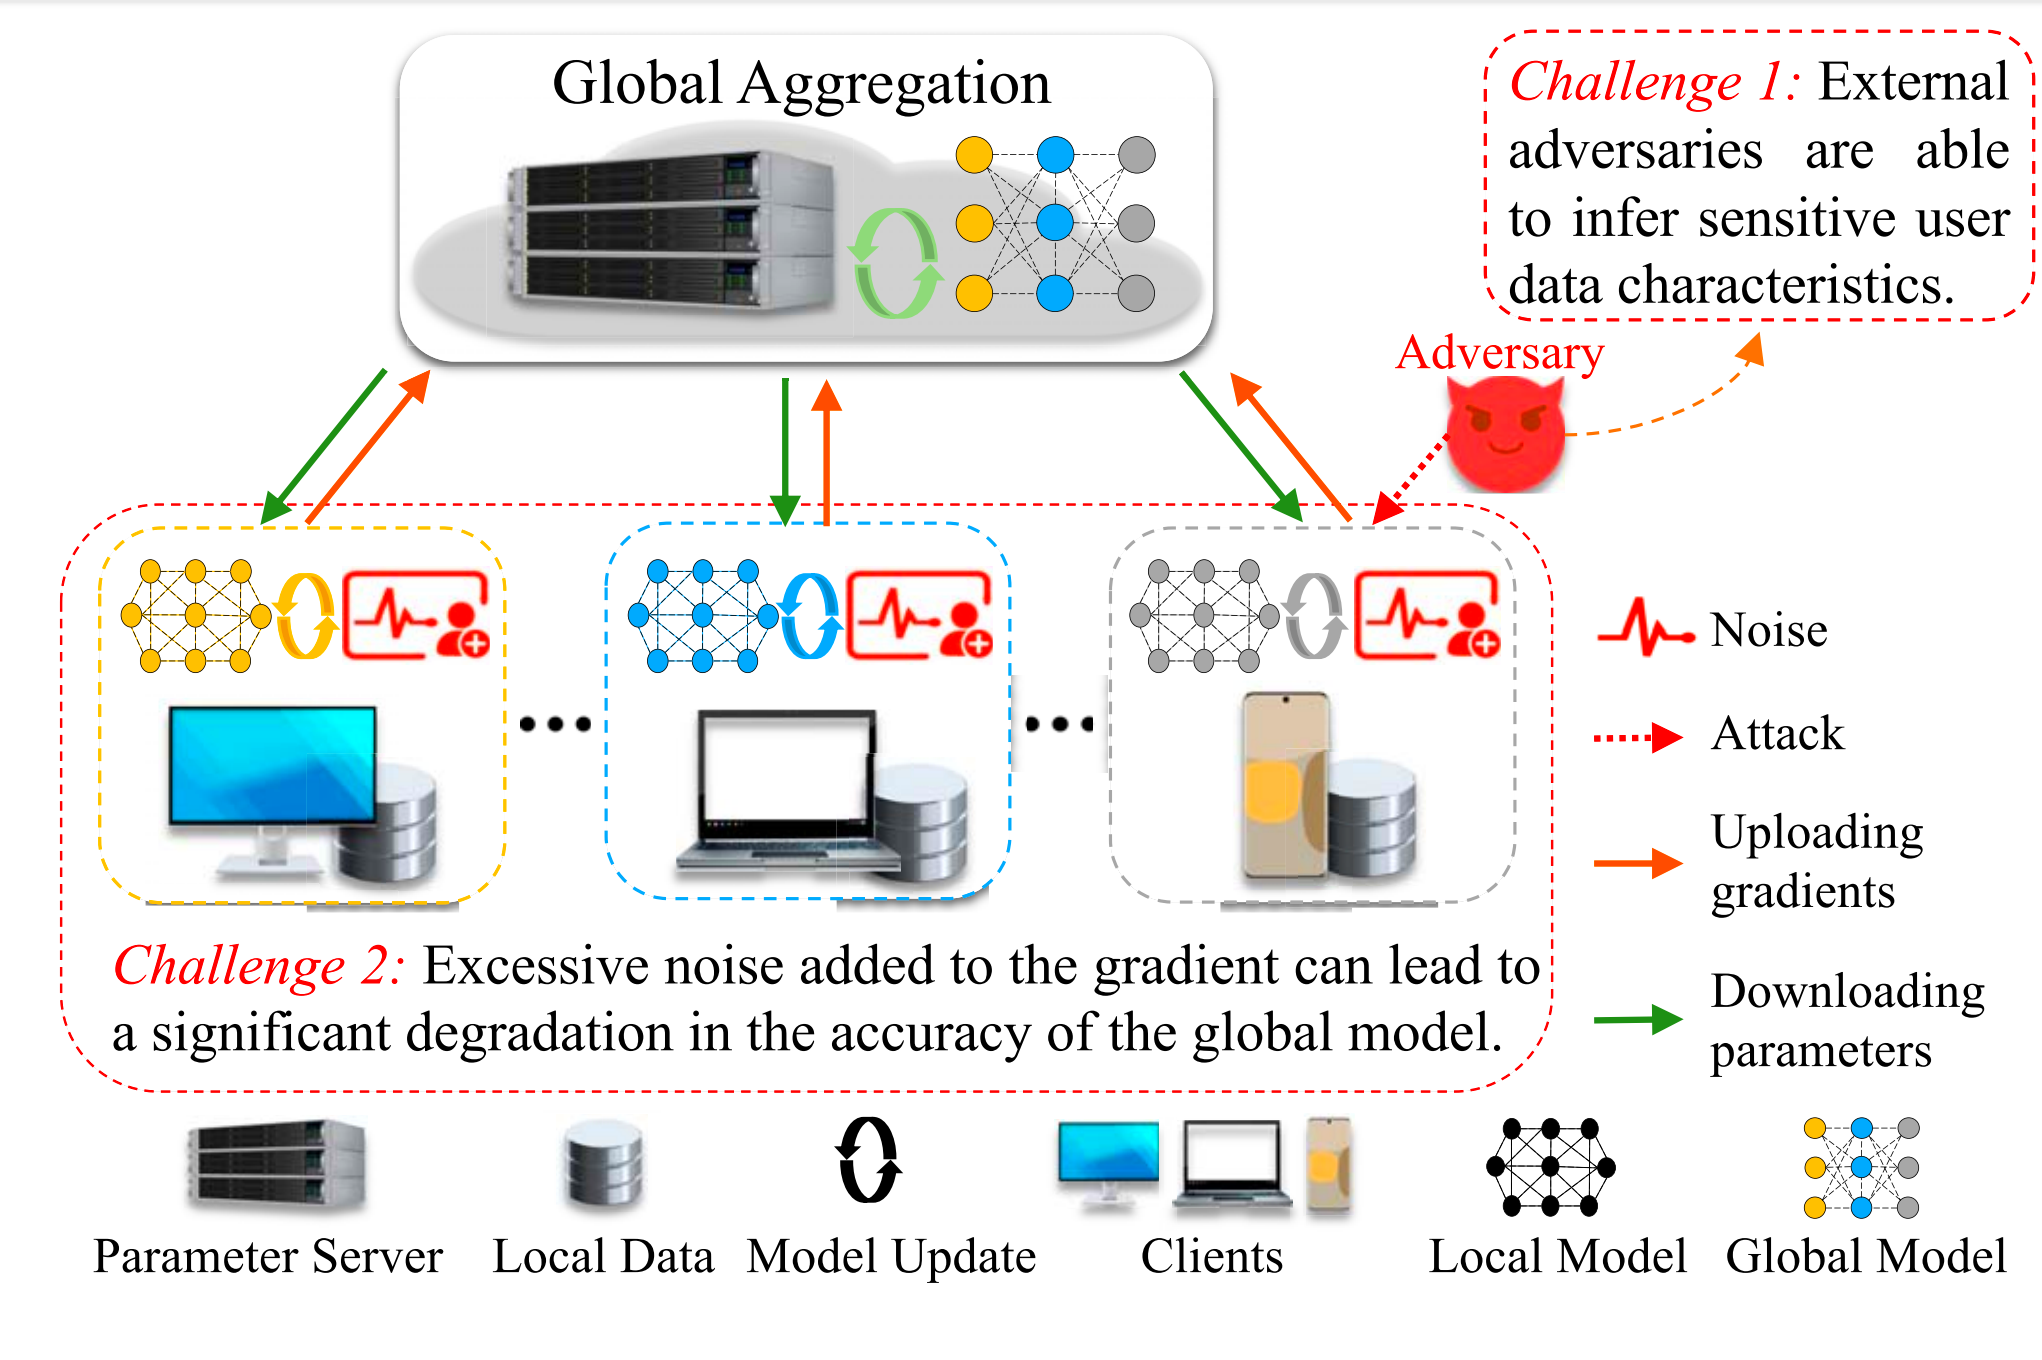 Global Aggregation
Challenge 1: External
adversaries are able
to infer sensitive user
data characteristics.
Adversary
Noise
Attack
Uploading
gradients
Downloading
parameters
Challenge 2: Excessive noise added to the gradient can lead to
a significant degradation in the accuracy of the global model.
Parameter Server
Local Data
Model Update
Clients
Local Model
Global Model